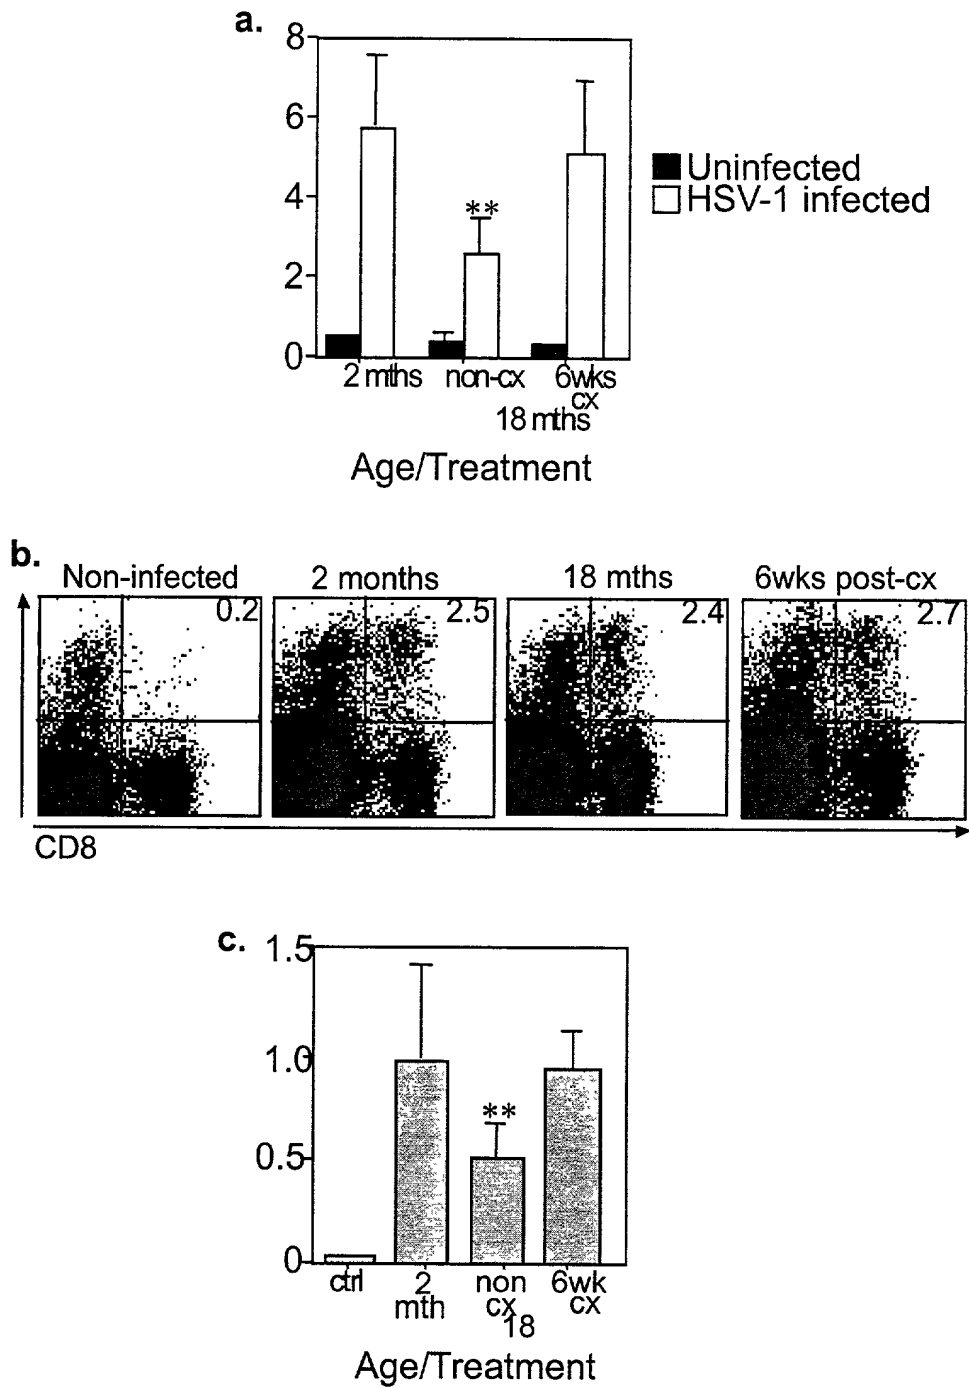 a.
8
6
4
2
0
**
Uninfected
HSV-1 infected
2 mths non-cx 6wks
cx
18 mths
Age/Treatment
b.
Non-infected 2 months 18 mths 6wks post-cx
0.2 2.5 2.4 2.7
CD8
c.
1.5
1.0
0.5
0
**
ctrl 2 non 6wk
mth cx cx
18
Age/Treatment